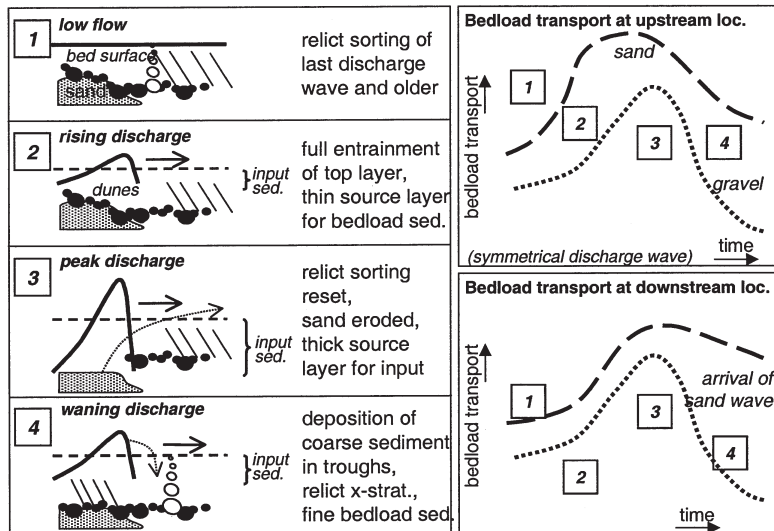 1
low flow
bed surface
sand
relict sorting of
last discharge
wave and older
2
rising discharge
dunes
input
sed.
full entrainment
of top layer,
thin source layer
for bedload sed.
3
peak discharge
input
sed.
relict sorting
reset,
sand eroded,
thick source
layer for input
4
waning discharge
input
sed.
deposition of
coarse sediment
in troughs,
relict x-strat.,
fine bedload sed.
Bedload transport at upstream loc.
bedload transport
sand
1
2
3
4
gravel
time
(symmetrical discharge wave)
Bedload transport at downstream loc.
bedload transport
arrival of
sand wave
1
2
3
4
time